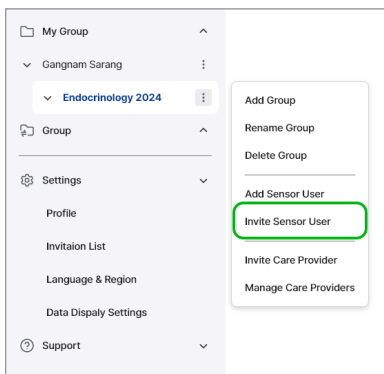 My Group
Gangnam Sarang
Endocrinology 2024
Group
Settings
Profile
Invitaion List
Language & Region
Data Dispaly Settings
Support
Add Group
Rename Group
Delete Group
Add Sensor User
Invite Sensor User
Invite Care Provider
Manage Care Providers